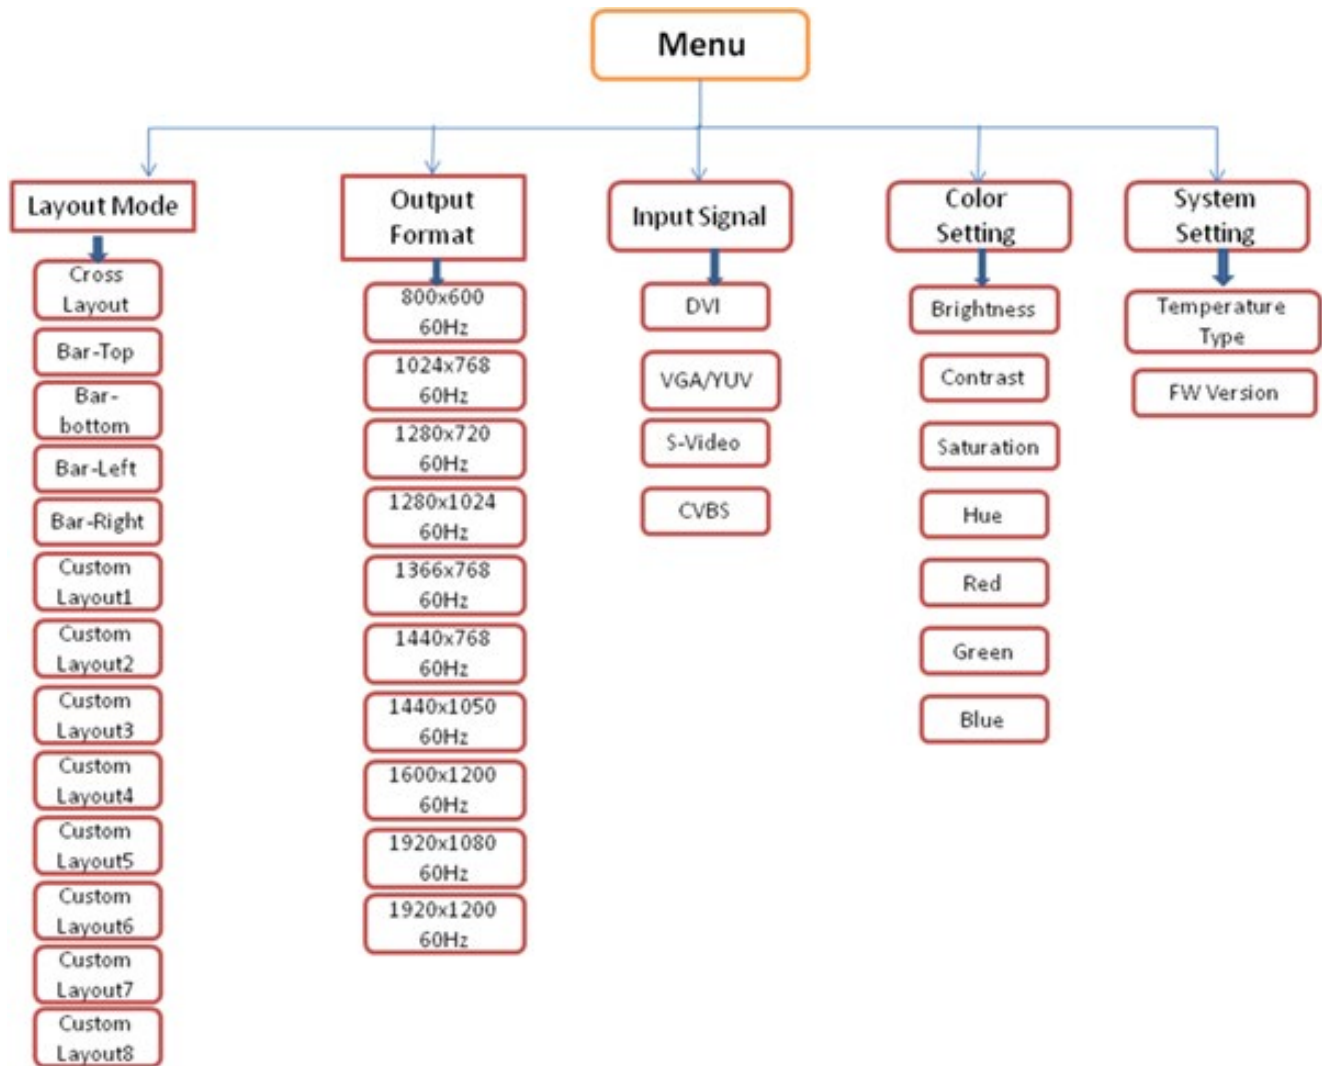 Menu
Layout Mode
Cross
Layout
Bar-Top
Bar-
bottom
Bar-Left
Bar-Right
Custom
Layout1
Custom
Layout2
Custom
Layout3
Custom
Layout4
Custom
Layout5
Custom
Layout6
Custom
Layout7
Custom
Layout8
Output
Format
800x600
60Hz
1024x768
60Hz
1280x720
60Hz
1280x1024
60Hz
1366x768
60Hz
1440x768
60Hz
1440x1050
60Hz
1600x1200
60Hz
1920x1080
60Hz
1920x1200
60Hz
Input Signal
DVI
VGA/YUV
S-Video
CVBS
Color
Setting
Brightness
Contrast
Saturation
Hue
Red
Green
Blue
System
Setting
Temperature
Type
FW Version